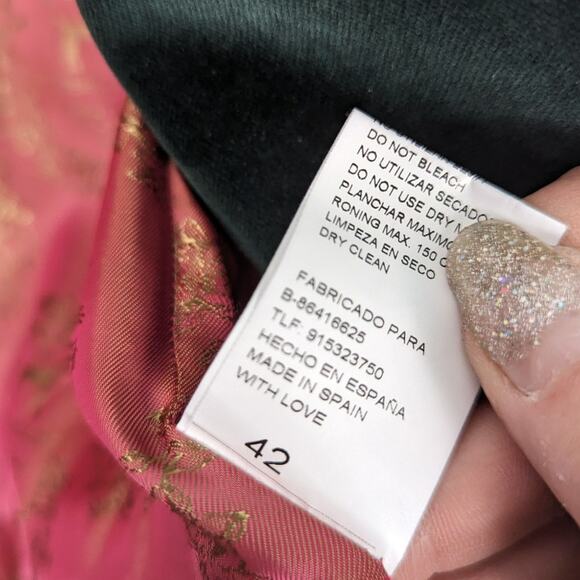 DO NOT BLEACH
NO UTILIZAR SECADO
DO NOT USE DRY
PLANCHAR MAXIMO
RONING MAX. 150
LIMPEZA EN SECO
DRY CLEAN
FABRICADO PARA
B-86416625
TLF: 915323750
HECHO EN ESPAÑA
MADE IN SPAIN
WITH LOVE
42